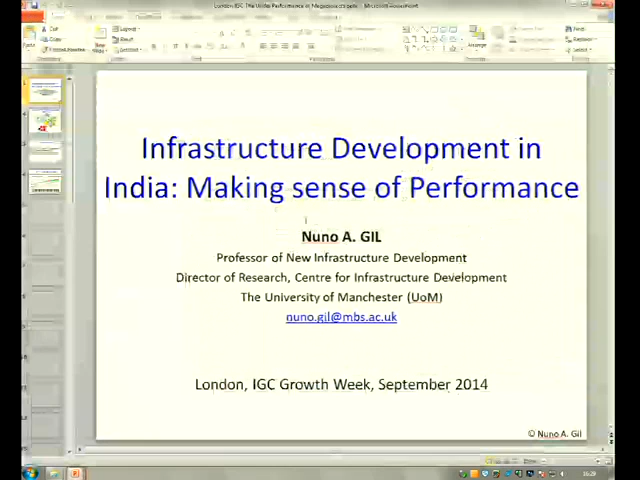 Infrastructure Development in
India: Making sense of Performance
Nuno A. GIL
Professor of New Infrastructure Development
Director of Research, Centre for Infrastructure Development
The University of Manchester (UoM)
nuno.gil@mbs.ac.uk
London, IGC Growth Week, September 2014
© Nuno A. Gil
16:29